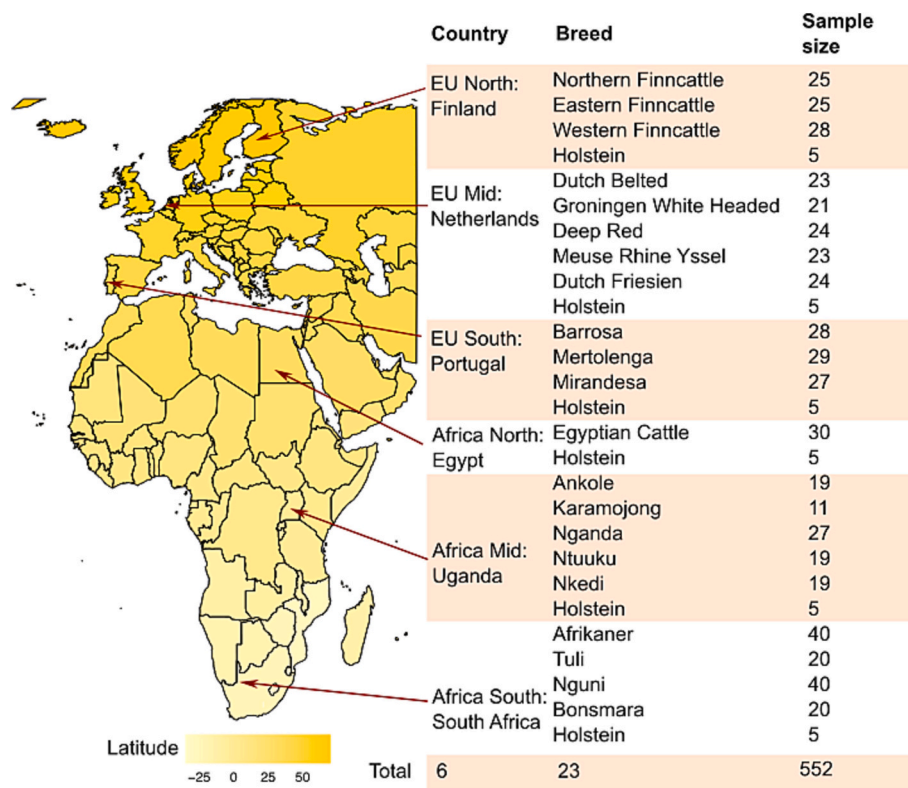 Country Breed Sample size
EU North: Finland
Northern Finncattle 25
Eastern Finncattle 25
Western Finncattle 28
Holstein 5
EU Mid: Netherlands
Dutch Belted 23
Groningen White Headed 21
Deep Red 24
Meuse Rhine Yssel 23
Dutch Friesien 24
Holstein 5
EU South: Portugal
Barrosa 28
Mertolenga 29
Mirandesa 27
Holstein 5
Africa North: Egypt
Egyptian Cattle 30
Holstein 5
Africa Mid: Uganda
Ankole 19
Karamojong 11
Nganda 27
Ntuuku 19
Nkedi 19
Holstein 5
Africa South: South Africa
Afrikaner 40
Tuli 20
Nguni 40
Bonsmara 20
Holstein 5
Latitude
−25 0 25 50
Total 6 23 552